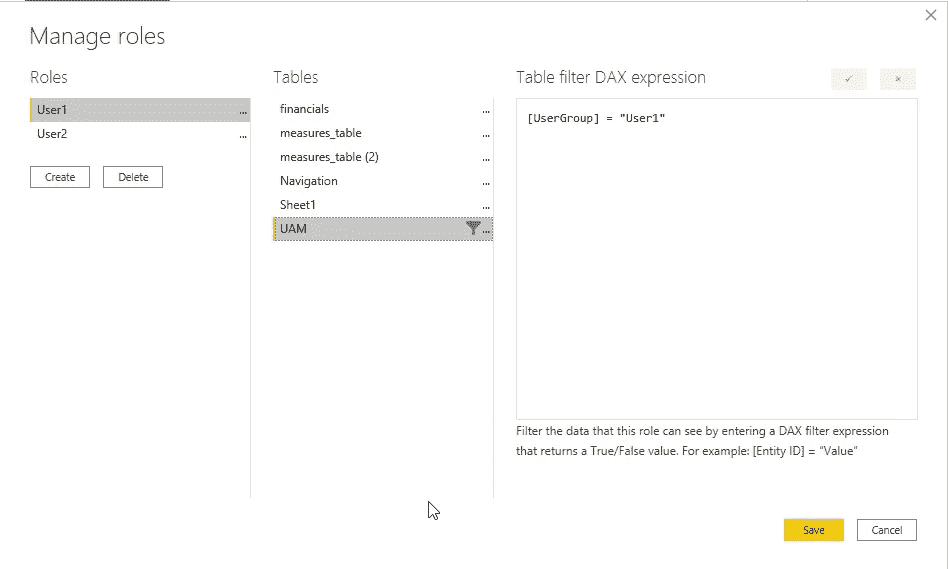 Manage roles
Roles
User1 ...
User2 ...
Create Delete
Tables
financials ...
measures_table ...
measures_table (2) ...
Navigation ...
Sheet1 ...
UAM ...
Table filter DAX expression
[UserGroup] = "User1"
Filter the data that this role can see by entering a DAX filter expression
that returns a True/False value. For example: [Entity ID] = “Value”
Save Cancel